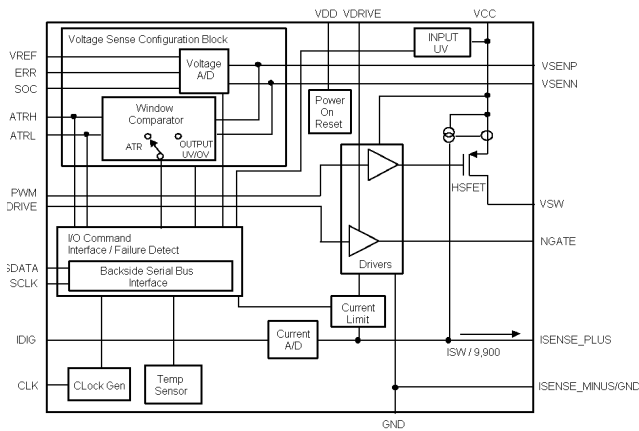 VDD VDRIVE VCC
Voltage Sense Configuration Block
INPUT
UV
VREF
ERR
SOC
Voltage
A/D
VSENP
VSENN
ATRH
ATRL
Window
Comparator
ATR
OUTPUT
UV/OV
Power
On
Reset
PWM
DRIVE
HSFET
VSW
I/O Command
Interface / Failure Detect
NGATE
Drivers
SDATA
SCLK
Backside Serial Bus
Interface
Current
Limit
IDIG
Current
A/D
ISW / 9,900
ISENSE_PLUS
CLK
CLock Gen
Temp
Sensor
ISENSE_MINUS/GND
GND